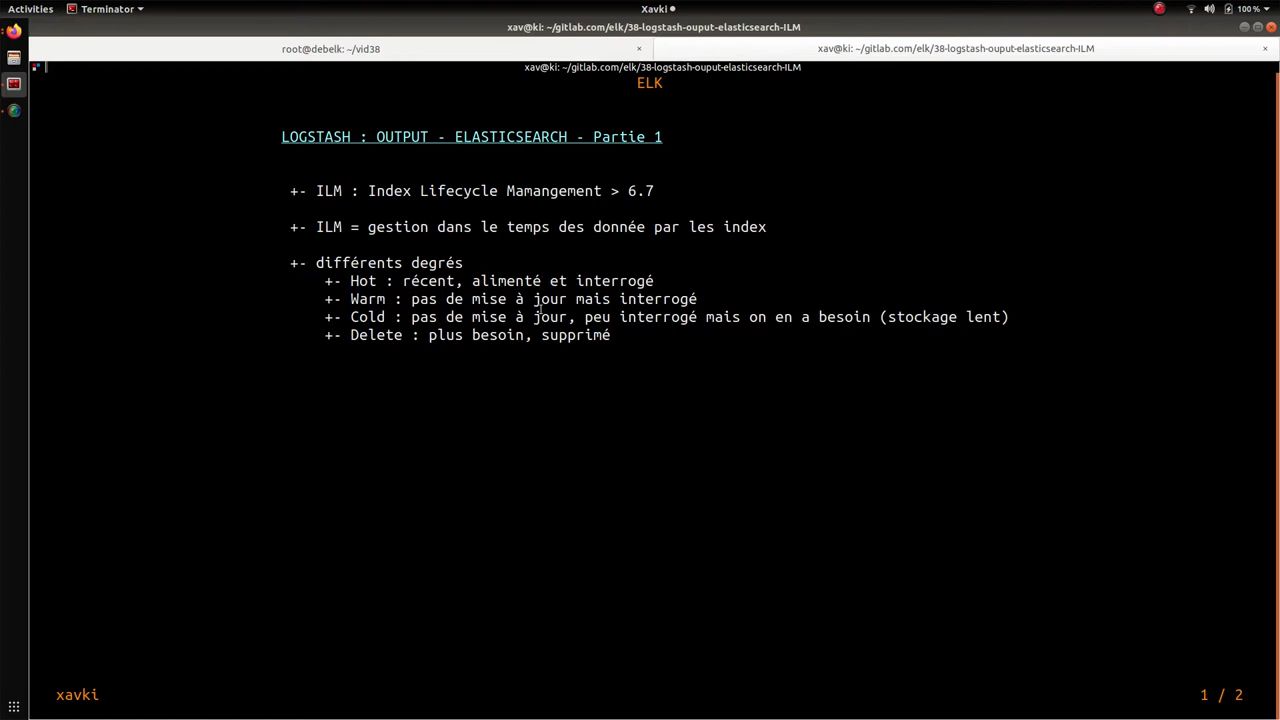 Activities
Terminator
Xavki
100 %
xav@ki: ~/gitlab.com/elk/38-logstash-ouput-elasticsearch-ILM
root@debelk: ~/vid38
×
xav@ki: ~/gitlab.com/elk/38-logstash-ouput-elasticsearch-ILM
×
xav@ki: ~/gitlab.com/elk/38-logstash-ouput-elasticsearch-ILM
ELK
LOGSTASH : OUTPUT - ELASTICSEARCH - Partie 1
+- ILM : Index Lifecycle Mamangement > 6.7
+- ILM = gestion dans le temps des donnée par les index
+- différents degrés
+- Hot : récent, alimenté et interrogé
+- Warm : pas de mise à jour mais interrogé
+- Cold : pas de mise à jour, peu interrogé mais on en a besoin (stockage lent)
+- Delete : plus besoin, supprimé
xavki
1 / 2